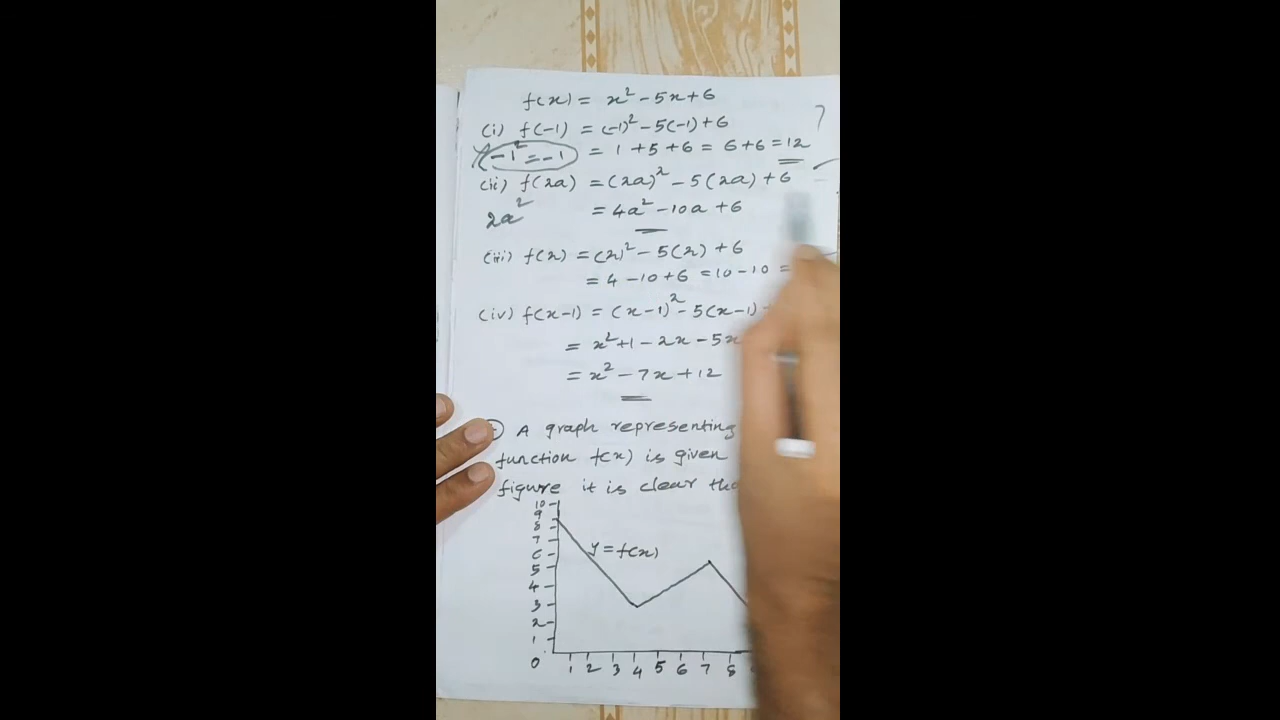 f(x) = x² - 5x + 6
(i) f(-1) = (-1)² - 5(-1) + 6
-1² = -1 = 1 + 5 + 6 = 6 + 6 = 12
(ii) f(2a) = (2a)² - 5(2a) + 6
2a² = 4a² - 10a + 6
(iii) f(2) = (2)² - 5(2) + 6
= 4 - 10 + 6 = 10 - 10 =
(iv) f(x-1) = (x-1)² - 5(x-1)
= x² + 1 - 2x - 5x
= x² - 7x + 12
A graph representing
function f(x) is given
figure it is clear
10
9
8
7
6
5
4
3
2
1
0
y = f(x)
1 2 3 4 5 6 7 8